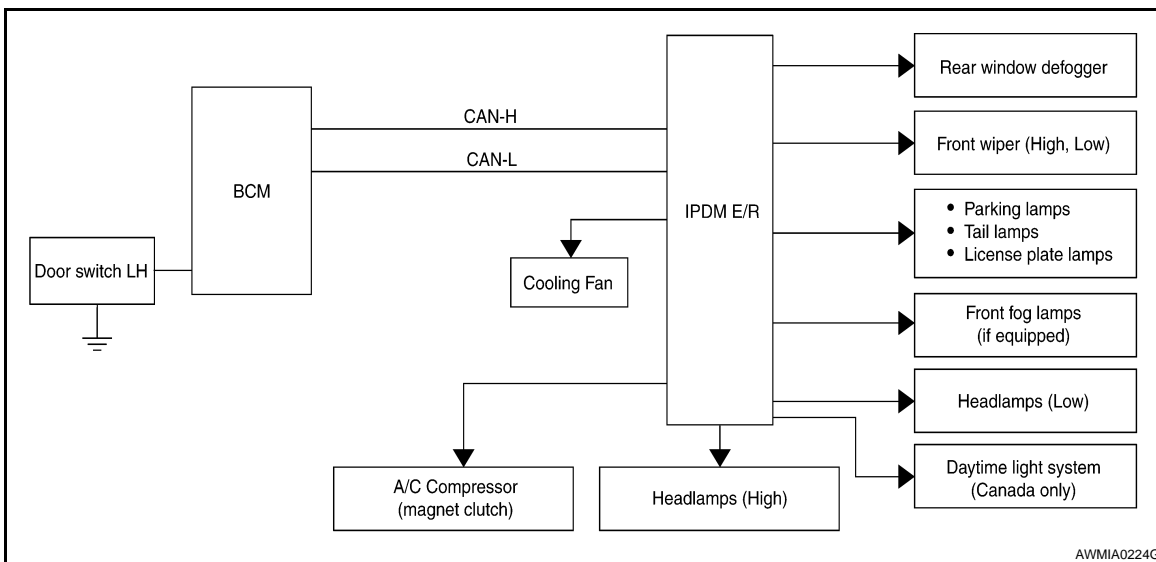 Door switch LH
BCM
CAN-H
CAN-L
IPDM E/R
Cooling Fan
A/C Compressor
(magnet clutch)
Headlamps (High)
Rear window defogger
Front wiper (High, Low)
• Parking lamps
• Tail lamps
• License plate lamps
Front fog lamps
(if equipped)
Headlamps (Low)
Daytime light system
(Canada only)
AWMIA0224G